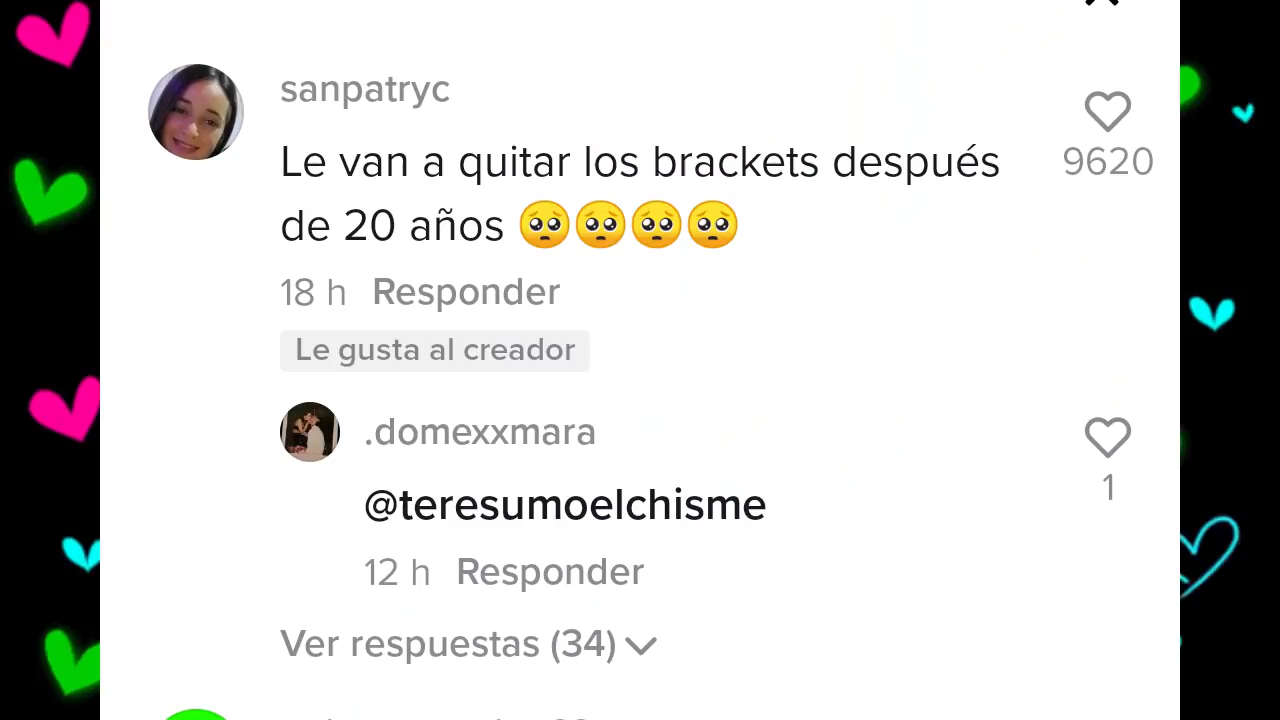 sanpatryc
Le van a quitar los brackets después
de 20 años 🥺🥺🥺🥺
9620
18 h Responder
Le gusta al creador
.domexxmara
@teresumoelchisme
1
12 h Responder
Ver respuestas (34)